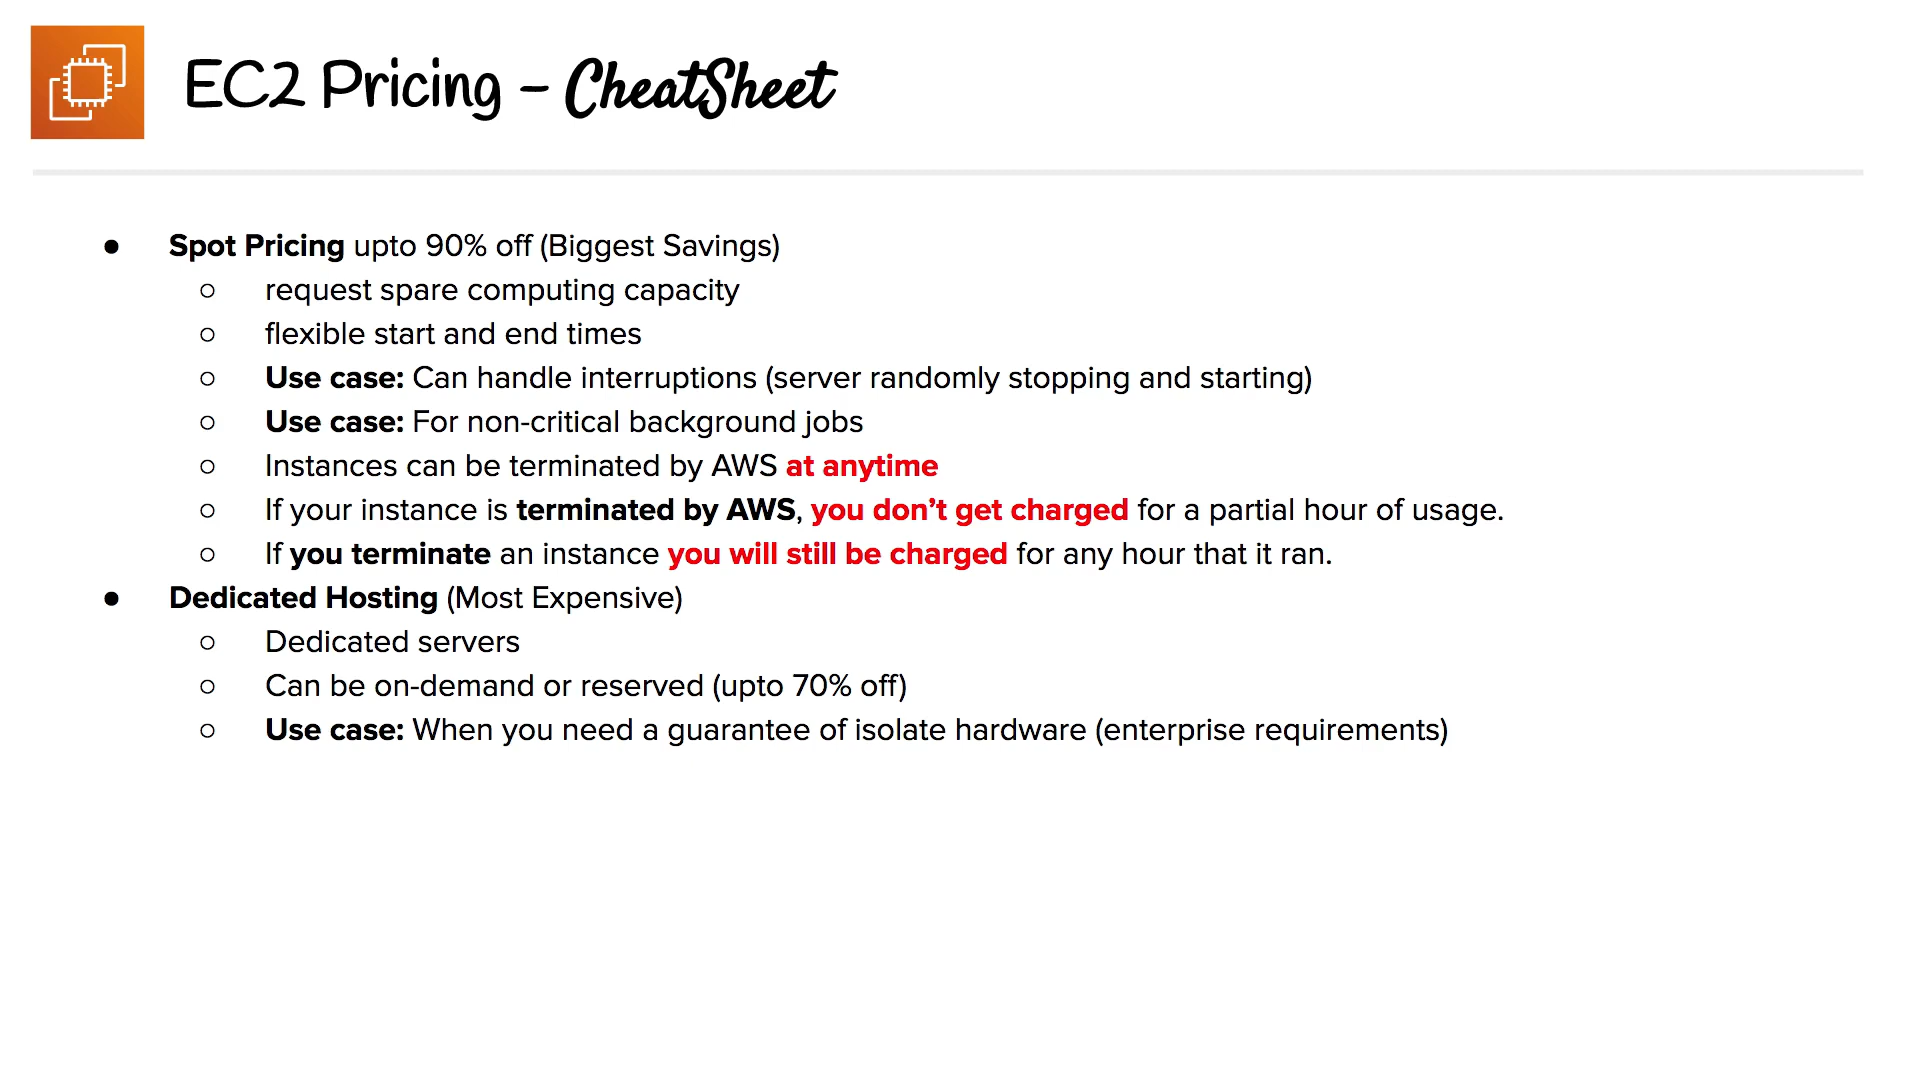 EC2 Pricing - CheatSheet
● Spot Pricing upto 90% off (Biggest Savings)
○ request spare computing capacity
○ flexible start and end times
○ Use case: Can handle interruptions (server randomly stopping and starting)
○ Use case: For non-critical background jobs
○ Instances can be terminated by AWS at anytime
○ If your instance is terminated by AWS, you don’t get charged for a partial hour of usage.
○ If you terminate an instance you will still be charged for any hour that it ran.
● Dedicated Hosting (Most Expensive)
○ Dedicated servers
○ Can be on-demand or reserved (upto 70% off)
○ Use case: When you need a guarantee of isolate hardware (enterprise requirements)